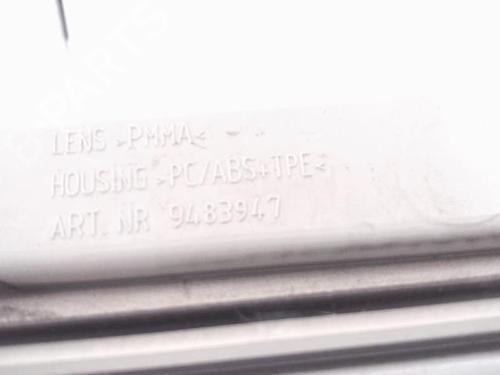 LENS >PMMA<
HOUSING >PC/ABS+TPE<
ART. NR 9483947